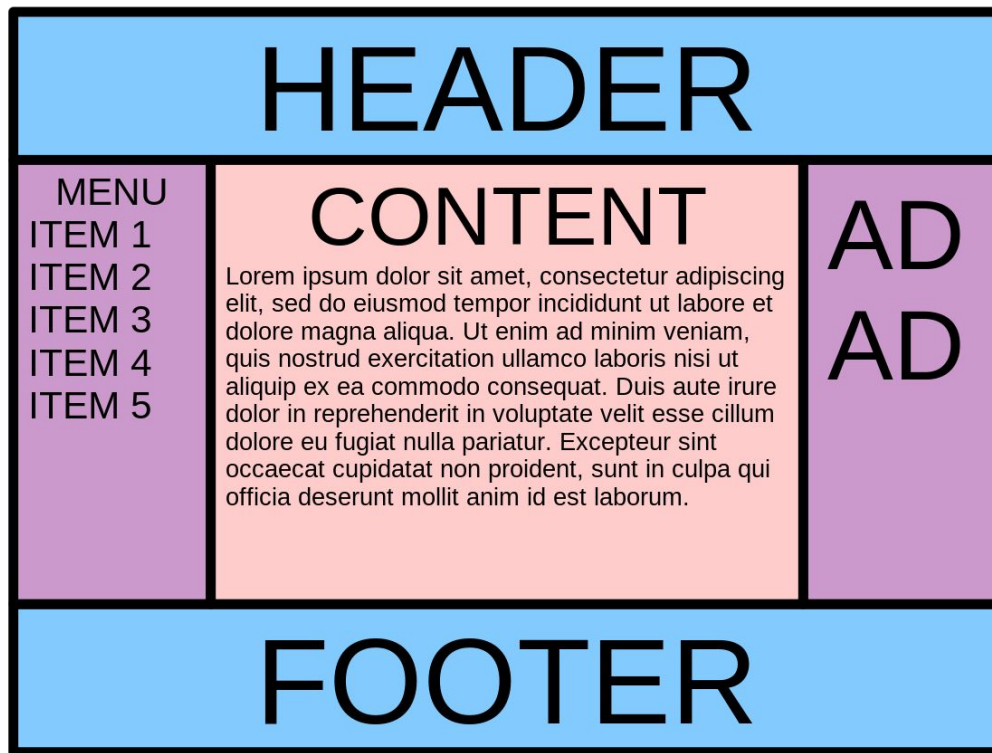 HEADER
MENU
ITEM 1
ITEM 2
ITEM 3
ITEM 4
ITEM 5
CONTENT
Lorem ipsum dolor sit amet, consectetur adipiscing
elit, sed do eiusmod tempor incididunt ut labore et
dolore magna aliqua. Ut enim ad minim veniam,
quis nostrud exercitation ullamco laboris nisi ut
aliquip ex ea commodo consequat. Duis aute irure
dolor in reprehenderit in voluptate velit esse cillum
dolore eu fugiat nulla pariatur. Excepteur sint
occaecat cupidatat non proident, sunt in culpa qui
officia deserunt mollit anim id est laborum.
AD
AD
FOOTER